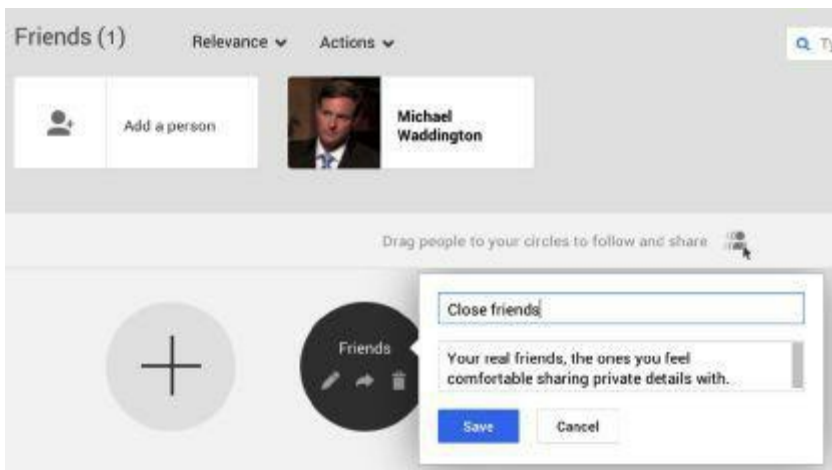 Friends (1) Relevance Actions
Add a person
Michael
Waddington
Drag people to your circles to follow and share
Close friends
Friends
Your real friends, the ones you feel
comfortable sharing private details with.
Save Cancel